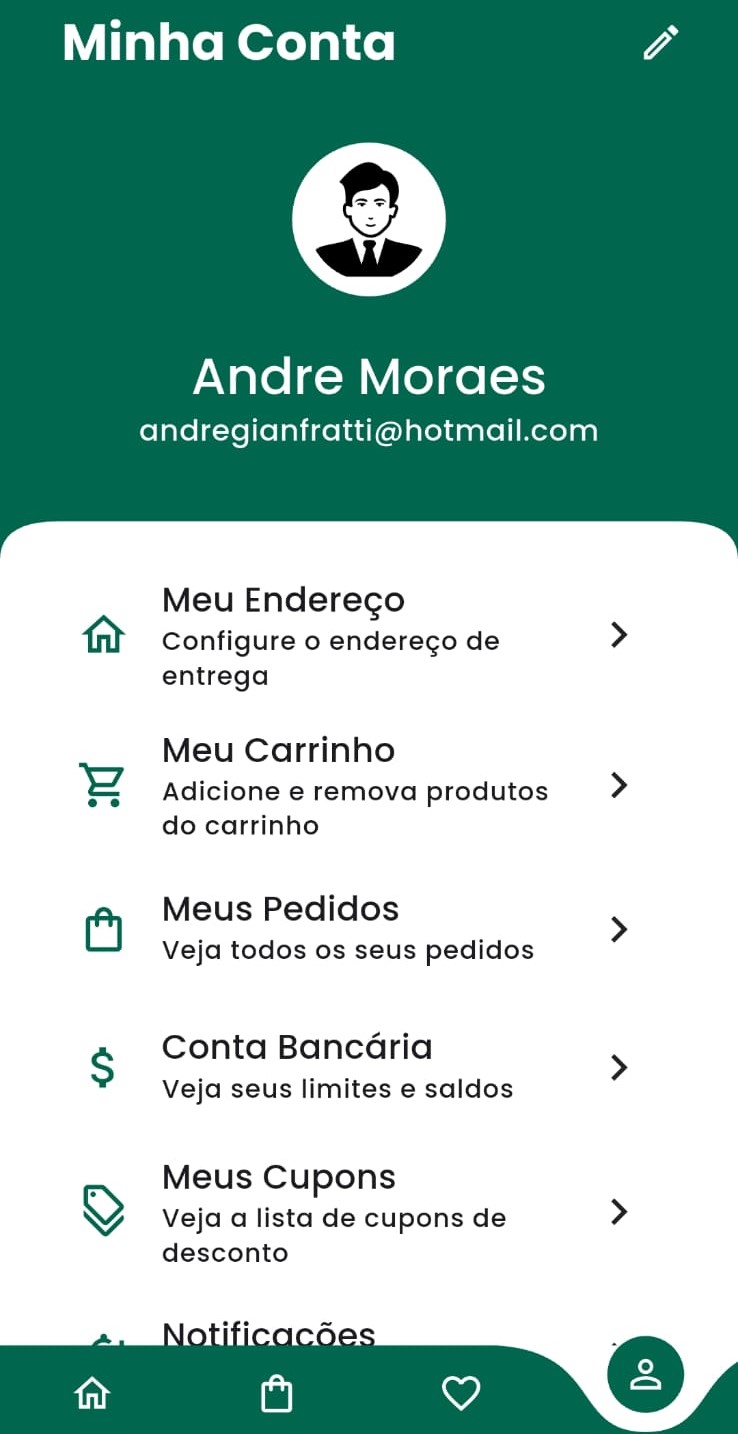 Minha Conta
Andre Moraes
andregianfratti@hotmail.com
Meu Endereço
Configure o endereço de
entrega
Meu Carrinho
Adicione e remova produtos
do carrinho
Meus Pedidos
Veja todos os seus pedidos
Conta Bancária
Veja seus limites e saldos
Meus Cupons
Veja a lista de cupons de
desconto
Notificações